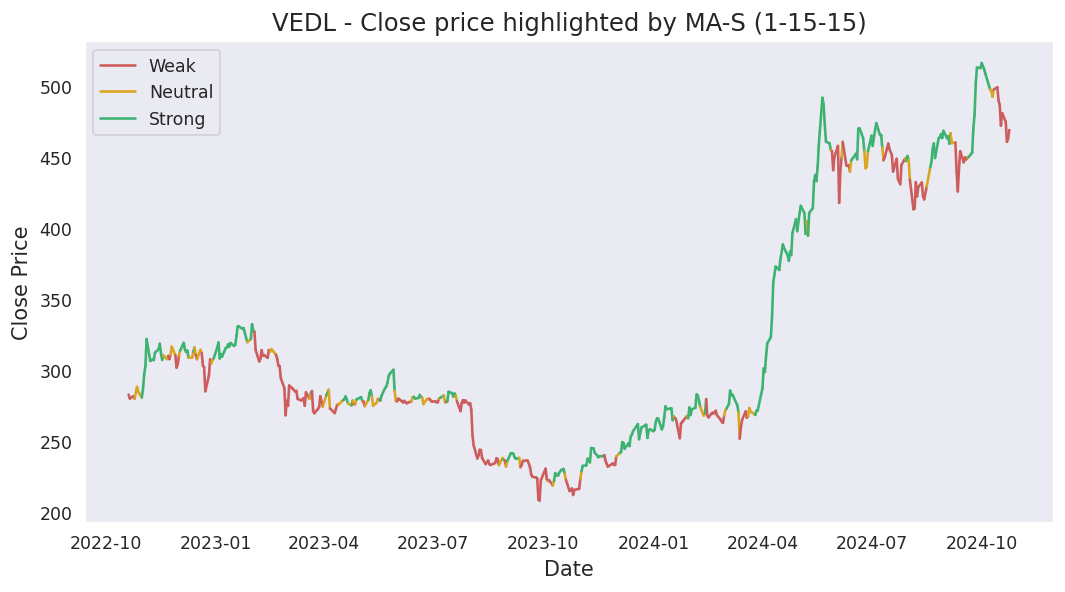 VEDL - Close price highlighted by MA-S (1-15-15)
Weak
Neutral
Strong
Close Price
500
450
400
350
300
250
200
2022-10 2023-01 2023-04 2023-07 2023-10 2024-01 2024-04 2024-07 2024-10
Date